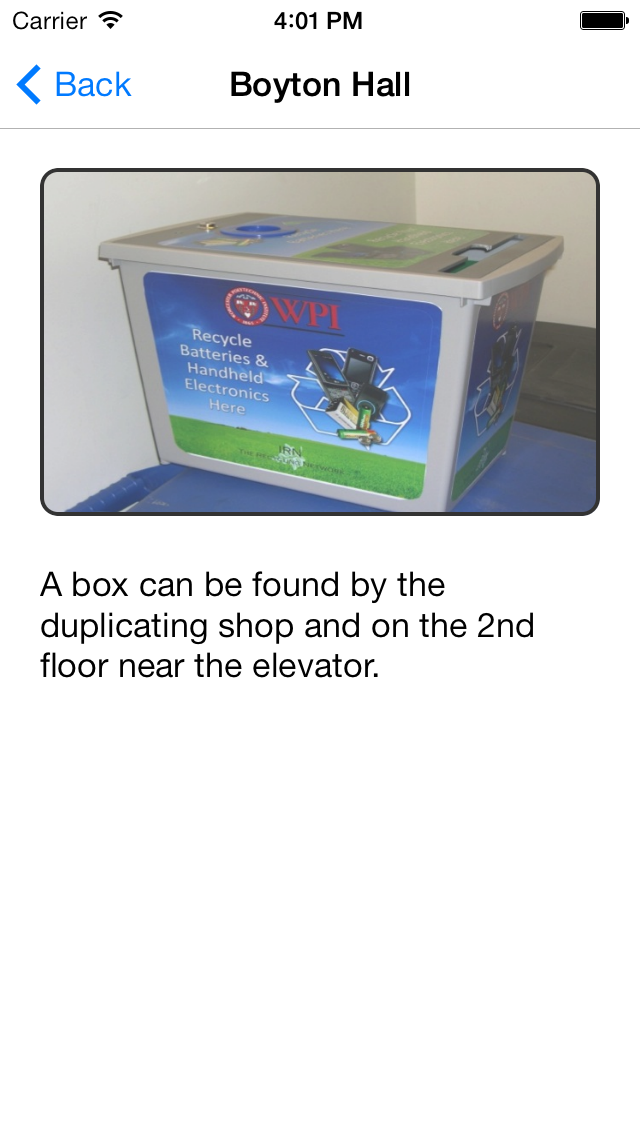 Carrier 4:01 PM
Back Boyton Hall
WPI
Recycle
Batteries &
Handheld
Electronics
Here
IRN
A box can be found by the
duplicating shop and on the 2nd
floor near the elevator.